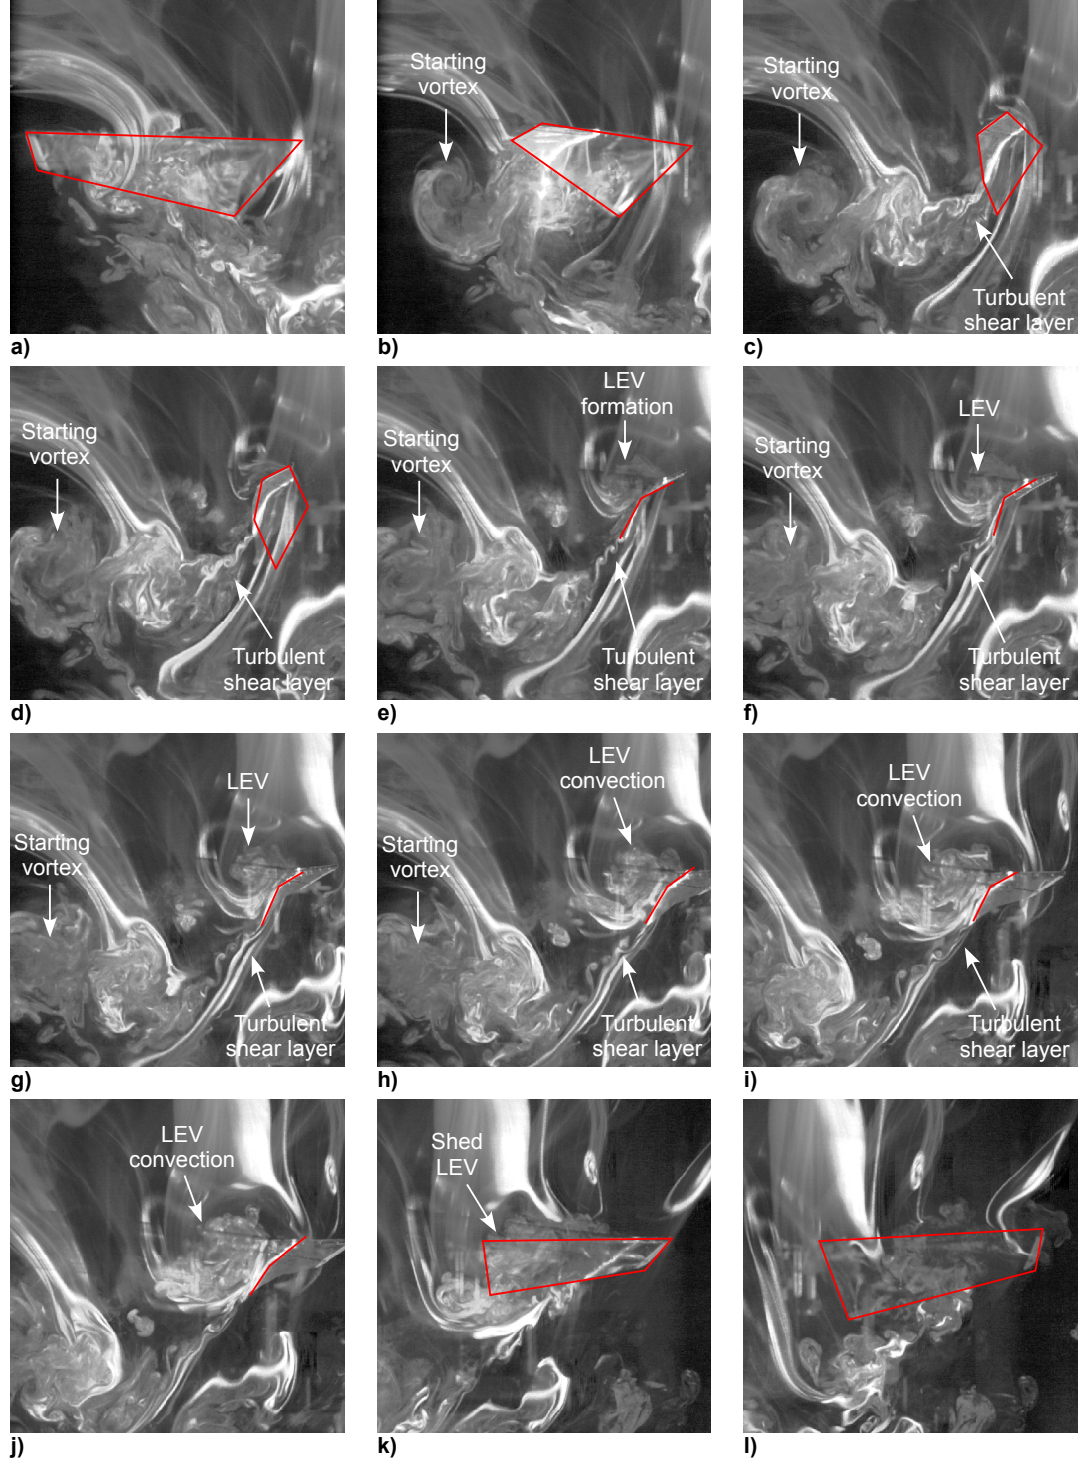 a)
Starting
vortex
b)
Starting
vortex
Turbulent
shear layer
c)
Starting
vortex
Turbulent
shear layer
d)
LEV
formation
Starting
vortex
Turbulent
shear layer
e)
LEV
Starting
vortex
Turbulent
shear layer
f)
LEV
Starting
vortex
Turbulent
shear layer
g)
LEV
convection
Starting
vortex
Turbulent
shear layer
h)
LEV
convection
Turbulent
shear layer
i)
LEV
convection
j)
Shed
LEV
k)
l)